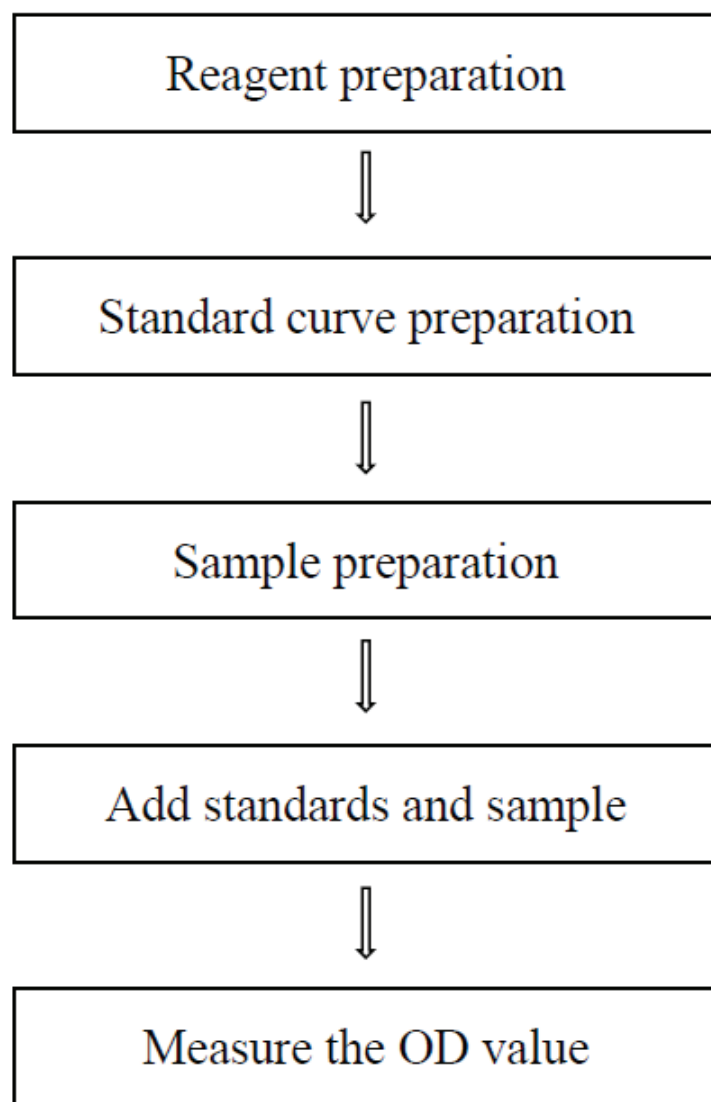 Reagent preparation
Standard curve preparation
Sample preparation
Add standards and sample
Measure the OD value